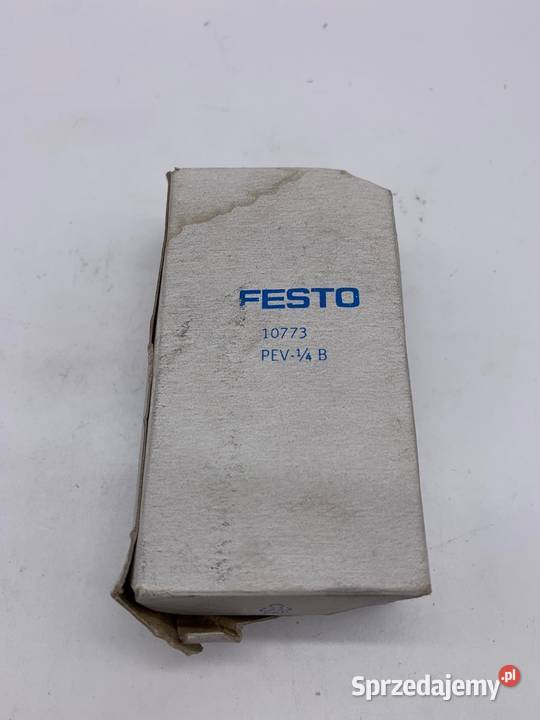 FESTO
10773
PEV-¼ B
Sprzedajemy.pl